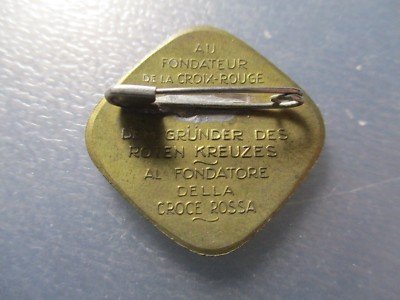 AU
FONDATEUR
DE LA CROIX-ROUGE
DEM GRÜNDER DES
ROTEN KREUZES
AL FONDATORE
DELLA
CROCE ROSSA